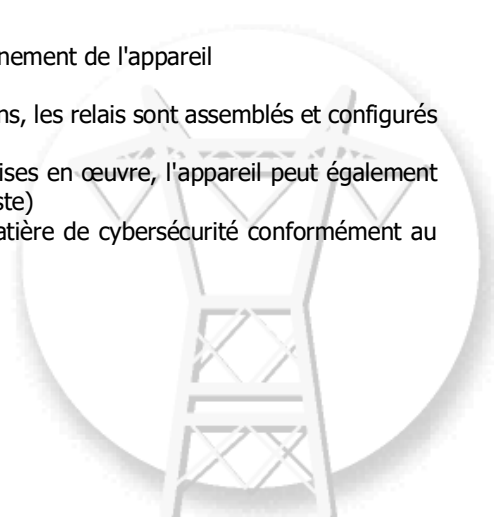 nement de l'appareil
ns, les relais sont assemblés et configurés
ises en œuvre, l'appareil peut également
ste)
atière de cybersécurité conformément au